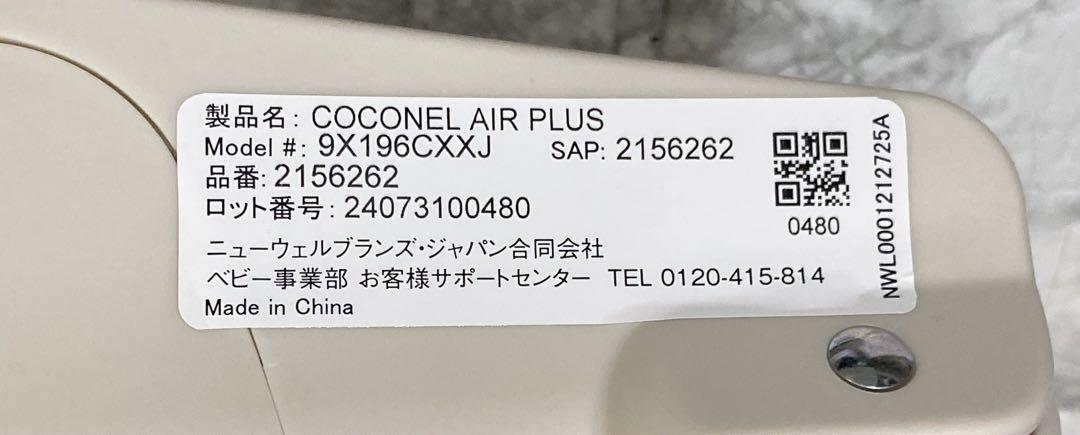 製品名: COCONEL AIR PLUS
Model #: 9X196CXXJ SAP: 2156262
品番: 2156262
ロット番号: 24073100480
0480
ニューウェルブランズ・ジャパン合同会社
ベビー事業部 お客様サポートセンター TEL 0120-415-814
Made in China
NWL0001212725A